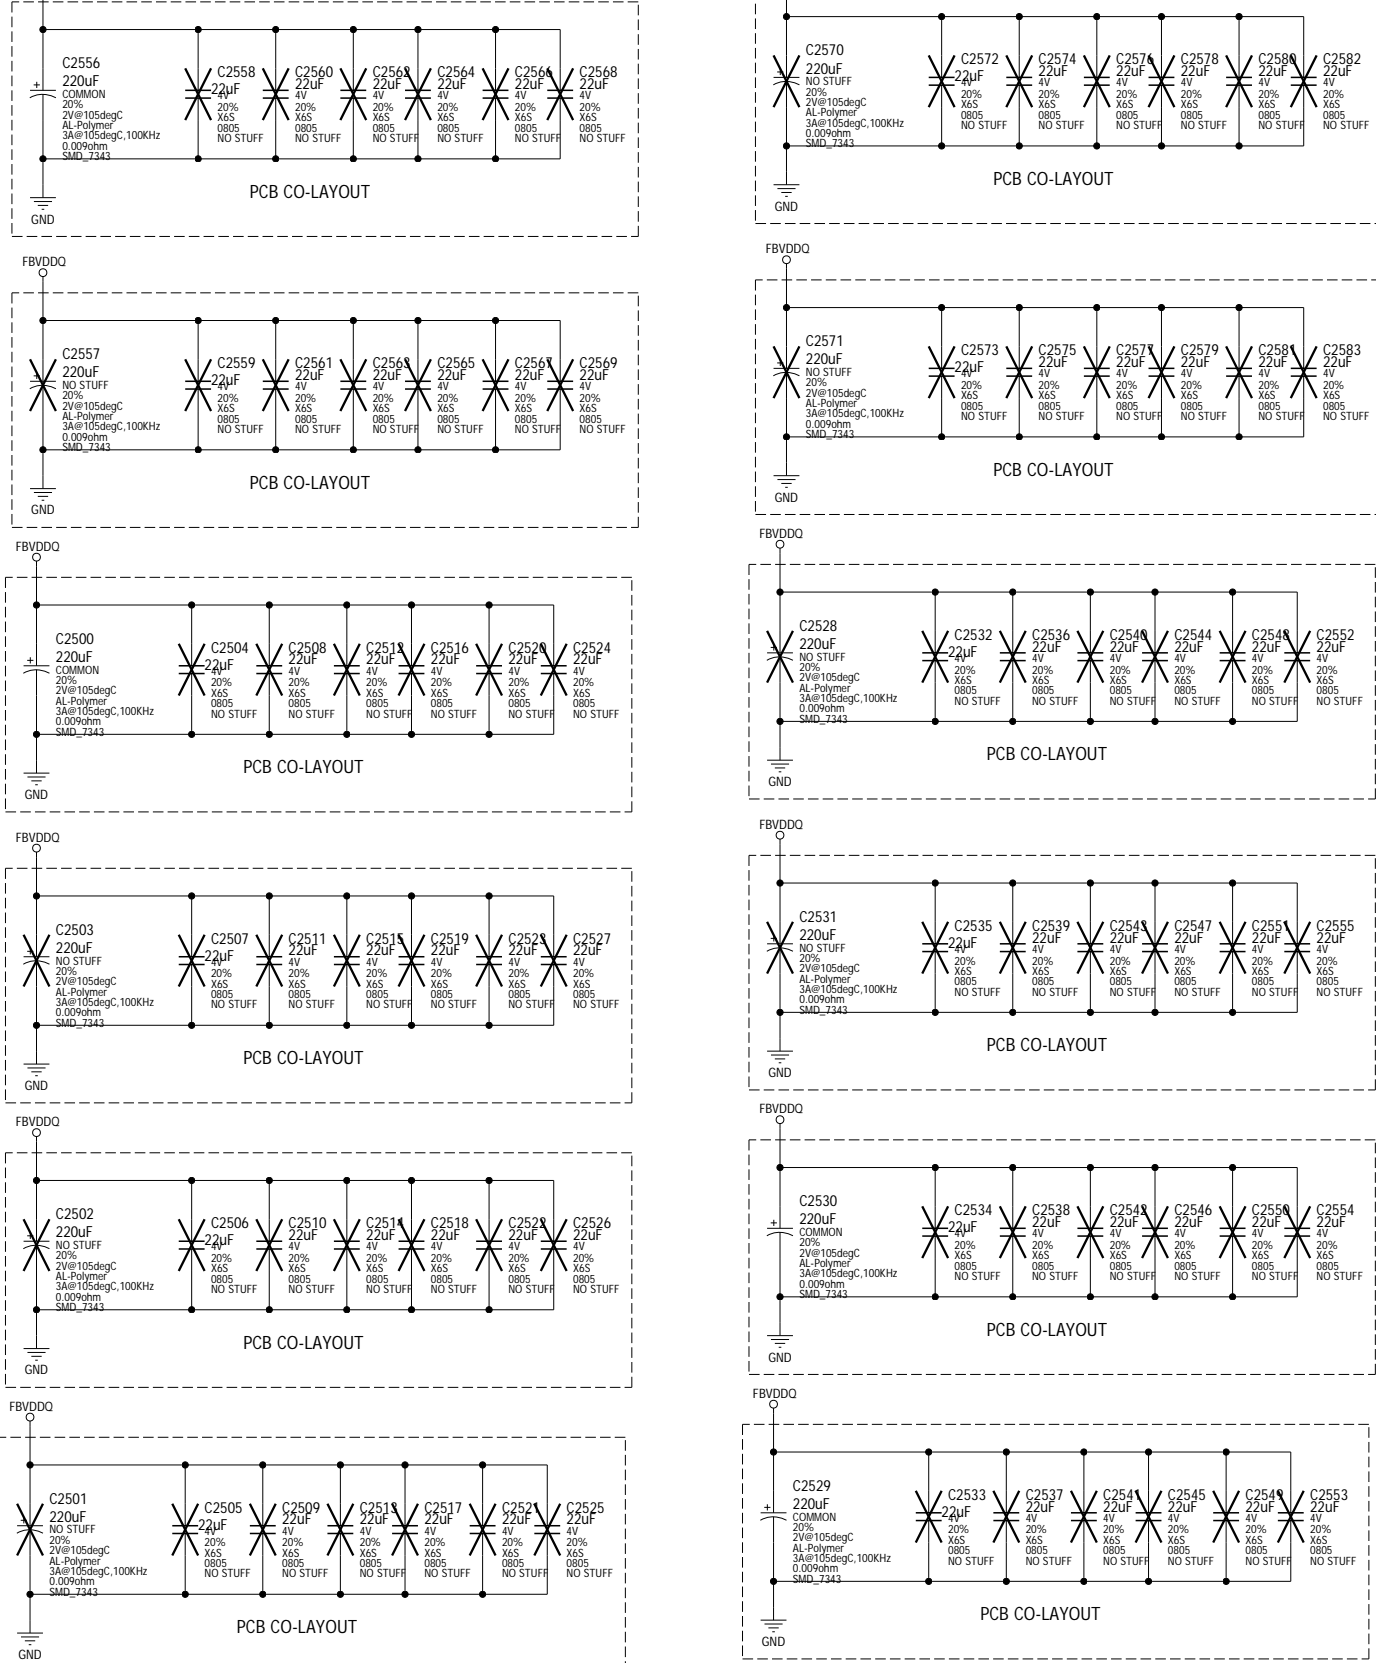 C2556
220uF
COMMON
20%
2V@105degC
AL-Polymer
3A@105degC,100KHz
0.009ohm
SMD_7343
C2558
22uF
4V
20%
X6S
0805
NO STUFF
C2560
22uF
4V
20%
X6S
0805
NO STUFF
C2562
22uF
4V
20%
X6S
0805
NO STUFF
C2564
22uF
4V
20%
X6S
0805
NO STUFF
C2566
22uF
4V
20%
X6S
0805
NO STUFF
C2568
22uF
4V
20%
X6S
0805
NO STUFF
PCB CO-LAYOUT
GND
C2570
220uF
NO STUFF
20%
2V@105degC
AL-Polymer
3A@105degC,100KHz
0.009ohm
SMD_7343
C2572
22uF
4V
20%
X6S
0805
NO STUFF
C2574
22uF
4V
20%
X6S
0805
NO STUFF
C2576
22uF
4V
20%
X6S
0805
NO STUFF
C2578
22uF
4V
20%
X6S
0805
NO STUFF
C2580
22uF
4V
20%
X6S
0805
NO STUFF
C2582
22uF
4V
20%
X6S
0805
NO STUFF
PCB CO-LAYOUT
GND
FBVDDQ
C2557
220uF
NO STUFF
20%
2V@105degC
AL-Polymer
3A@105degC,100KHz
0.009ohm
SMD_7343
C2559
22uF
4V
20%
X6S
0805
NO STUFF
C2561
22uF
4V
20%
X6S
0805
NO STUFF
C2563
22uF
4V
20%
X6S
0805
NO STUFF
C2565
22uF
4V
20%
X6S
0805
NO STUFF
C2567
22uF
4V
20%
X6S
0805
NO STUFF
C2569
22uF
4V
20%
X6S
0805
NO STUFF
PCB CO-LAYOUT
GND
FBVDDQ
C2571
220uF
NO STUFF
20%
2V@105degC
AL-Polymer
3A@105degC,100KHz
0.009ohm
SMD_7343
C2573
22uF
4V
20%
X6S
0805
NO STUFF
C2575
22uF
4V
20%
X6S
0805
NO STUFF
C2577
22uF
4V
20%
X6S
0805
NO STUFF
C2579
22uF
4V
20%
X6S
0805
NO STUFF
C2581
22uF
4V
20%
X6S
0805
NO STUFF
C2583
22uF
4V
20%
X6S
0805
NO STUFF
PCB CO-LAYOUT
GND
FBVDDQ
C2500
220uF
COMMON
20%
2V@105degC
AL-Polymer
3A@105degC,100KHz
0.009ohm
SMD_7343
C2504
22uF
4V
20%
X6S
0805
NO STUFF
C2508
22uF
4V
20%
X6S
0805
NO STUFF
C2512
22uF
4V
20%
X6S
0805
NO STUFF
C2516
22uF
4V
20%
X6S
0805
NO STUFF
C2520
22uF
4V
20%
X6S
0805
NO STUFF
C2524
22uF
4V
20%
X6S
0805
NO STUFF
PCB CO-LAYOUT
GND
FBVDDQ
C2528
220uF
NO STUFF
20%
2V@105degC
AL-Polymer
3A@105degC,100KHz
0.009ohm
SMD_7343
C2532
22uF
4V
20%
X6S
0805
NO STUFF
C2536
22uF
4V
20%
X6S
0805
NO STUFF
C2540
22uF
4V
20%
X6S
0805
NO STUFF
C2544
22uF
4V
20%
X6S
0805
NO STUFF
C2548
22uF
4V
20%
X6S
0805
NO STUFF
C2552
22uF
4V
20%
X6S
0805
NO STUFF
PCB CO-LAYOUT
GND
FBVDDQ
C2503
220uF
NO STUFF
20%
2V@105degC
AL-Polymer
3A@105degC,100KHz
0.009ohm
SMD_7343
C2507
22uF
4V
20%
X6S
0805
NO STUFF
C2511
22uF
4V
20%
X6S
0805
NO STUFF
C2515
22uF
4V
20%
X6S
0805
NO STUFF
C2519
22uF
4V
20%
X6S
0805
NO STUFF
C2523
22uF
4V
20%
X6S
0805
NO STUFF
C2527
22uF
4V
20%
X6S
0805
NO STUFF
PCB CO-LAYOUT
GND
FBVDDQ
C2531
220uF
NO STUFF
20%
2V@105degC
AL-Polymer
3A@105degC,100KHz
0.009ohm
SMD_7343
C2535
22uF
4V
20%
X6S
0805
NO STUFF
C2539
22uF
4V
20%
X6S
0805
NO STUFF
C2543
22uF
4V
20%
X6S
0805
NO STUFF
C2547
22uF
4V
20%
X6S
0805
NO STUFF
C2551
22uF
4V
20%
X6S
0805
NO STUFF
C2555
22uF
4V
20%
X6S
0805
NO STUFF
PCB CO-LAYOUT
GND
FBVDDQ
C2502
220uF
NO STUFF
20%
2V@105degC
AL-Polymer
3A@105degC,100KHz
0.009ohm
SMD_7343
C2506
22uF
4V
20%
X6S
0805
NO STUFF
C2510
22uF
4V
20%
X6S
0805
NO STUFF
C2514
22uF
4V
20%
X6S
0805
NO STUFF
C2518
22uF
4V
20%
X6S
0805
NO STUFF
C2522
22uF
4V
20%
X6S
0805
NO STUFF
C2526
22uF
4V
20%
X6S
0805
NO STUFF
PCB CO-LAYOUT
GND
FBVDDQ
C2530
220uF
COMMON
20%
2V@105degC
AL-Polymer
3A@105degC,100KHz
0.009ohm
SMD_7343
C2534
22uF
4V
20%
X6S
0805
NO STUFF
C2538
22uF
4V
20%
X6S
0805
NO STUFF
C2542
22uF
4V
20%
X6S
0805
NO STUFF
C2546
22uF
4V
20%
X6S
0805
NO STUFF
C2550
22uF
4V
20%
X6S
0805
NO STUFF
C2554
22uF
4V
20%
X6S
0805
NO STUFF
PCB CO-LAYOUT
GND
FBVDDQ
C2501
220uF
NO STUFF
20%
2V@105degC
AL-Polymer
3A@105degC,100KHz
0.009ohm
SMD_7343
C2505
22uF
4V
20%
X6S
0805
NO STUFF
C2509
22uF
4V
20%
X6S
0805
NO STUFF
C2513
22uF
4V
20%
X6S
0805
NO STUFF
C2517
22uF
4V
20%
X6S
0805
NO STUFF
C2521
22uF
4V
20%
X6S
0805
NO STUFF
C2525
22uF
4V
20%
X6S
0805
NO STUFF
PCB CO-LAYOUT
GND
FBVDDQ
C2529
220uF
COMMON
20%
2V@105degC
AL-Polymer
3A@105degC,100KHz
0.009ohm
SMD_7343
C2533
22uF
4V
20%
X6S
0805
NO STUFF
C2537
22uF
4V
20%
X6S
0805
NO STUFF
C2541
22uF
4V
20%
X6S
0805
NO STUFF
C2545
22uF
4V
20%
X6S
0805
NO STUFF
C2549
22uF
4V
20%
X6S
0805
NO STUFF
C2553
22uF
4V
20%
X6S
0805
NO STUFF
PCB CO-LAYOUT
GND